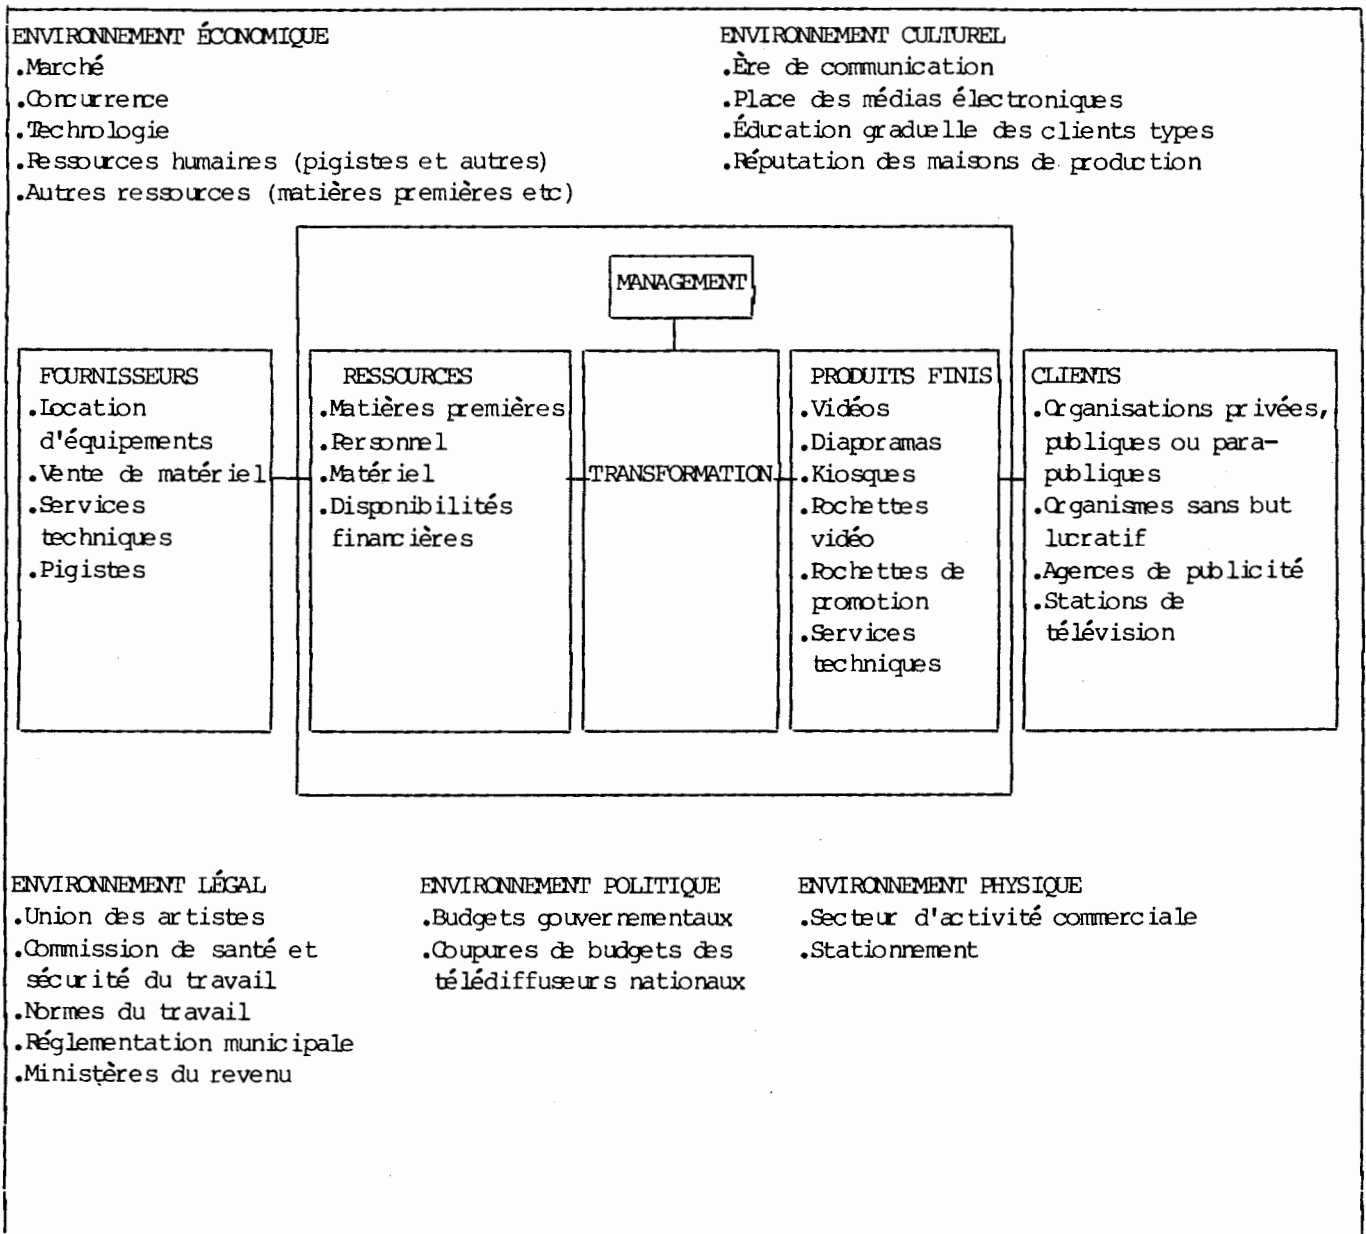 ENVIRONNEMENT ÉCONOMIQUE
.Marché
.Concurrence
.Technologie
.Ressources humaines (pigistes et autres)
.Autres ressources (matières premières etc)
ENVIRONNEMENT CULTUREL
.Ère de communication
.Place des médias électroniques
.Éducation graduelle des clients types
.Réputation des maisons de production
MANAGEMENT
FOURNISSEURS
.Location
d'équipements
.Vente de matériel
.Services
techniques
.Pigistes
RESSOURCES
.Matières premières
.Personnel
.Matériel
.Disponibilités
financières
TRANSFORMATION
PRODUITS FINIS
.Vidéos
.Diaporamas
.Kiosques
.Pochettes
vidéo
.Pochettes de
promotion
.Services
techniques
CLIENTS
.Organisations privées,
publiques ou para-
publiques
.Organismes sans but
lucratif
.Agences de publicité
.Stations de
télévision
ENVIRONNEMENT LÉGAL
.Union des artistes
.Commission de santé et
sécurité du travail
.Normes du travail
.Réglementation municipale
.Ministères du revenu
ENVIRONNEMENT POLITIQUE
.Budgets gouvernementaux
.Coupures de budgets des
télédiffuseurs nationaux
ENVIRONNEMENT PHYSIQUE
.Secteur d'activité commerciale
.Stationnement